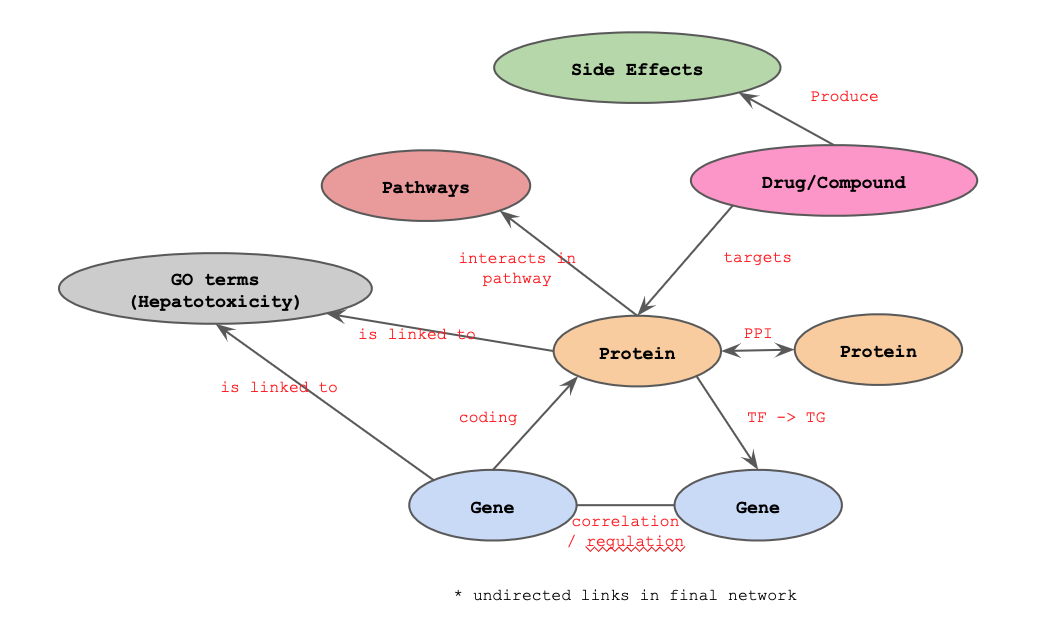 Side Effects
Produce
Pathways
Drug/Compound
interacts in
pathway
targets
GO terms
(Hepatotoxicity)
is linked to
Protein
PPI
Protein
is linked to
coding
TF -> TG
Gene
Gene
correlation
/ regulation
* undirected links in final network